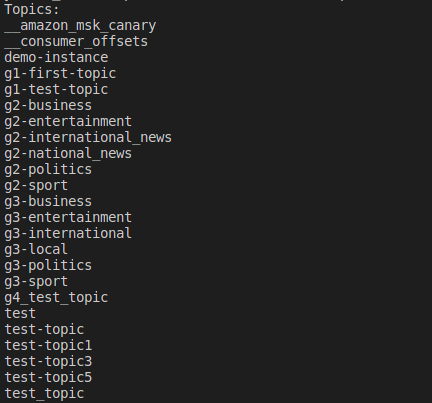 Topics:
__amazon_msk_canary
__consumer_offsets
demo-instance
g1-first-topic
g1-test-topic
g2-business
g2-entertainment
g2-international_news
g2-national_news
g2-politics
g2-sport
g3-business
g3-entertainment
g3-international
g3-local
g3-politics
g3-sport
g4_test_topic
test
test-topic
test-topic1
test-topic3
test-topic5
test_topic